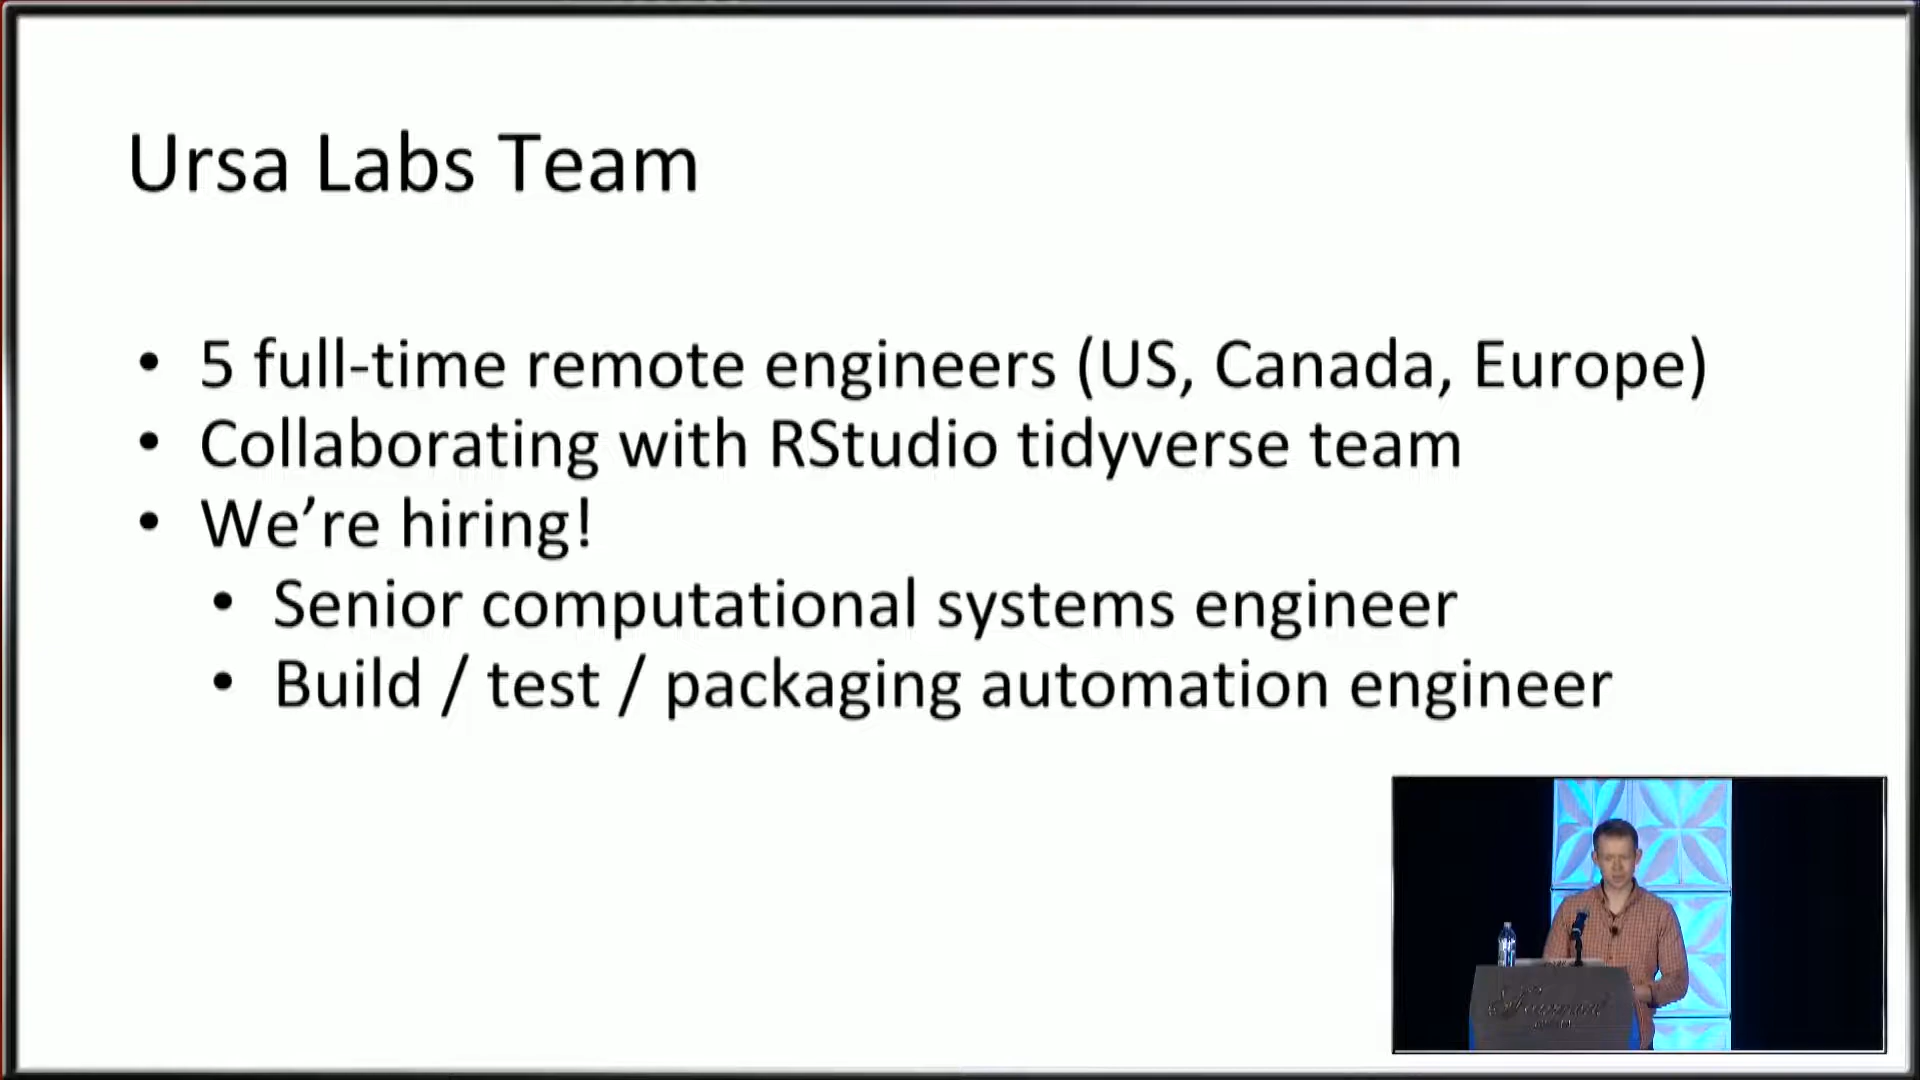 Ursa Labs Team
• 5 full-time remote engineers (US, Canada, Europe)
• Collaborating with RStudio tidyverse team
• We’re hiring!
• Senior computational systems engineer
• Build / test / packaging automation engineer